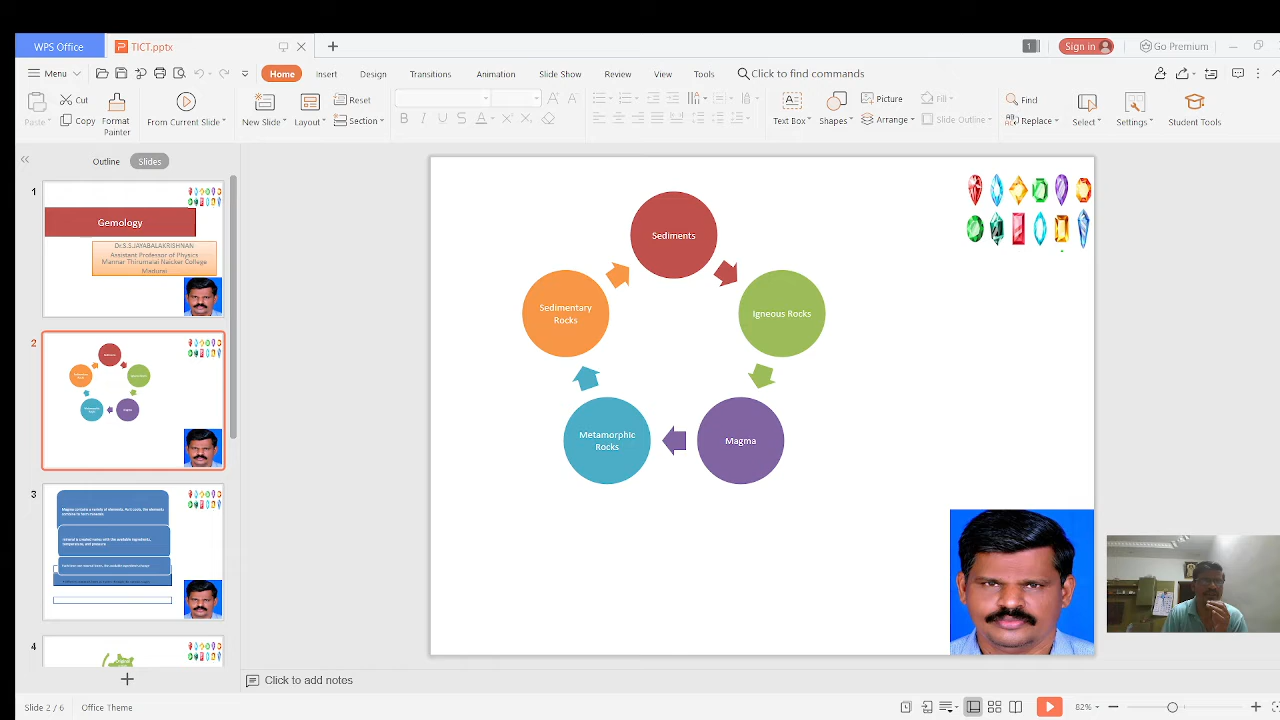 WPS Office
TICT.pptx
1
Sign in
Go Premium
Menu
Home
Insert
Design
Transitions
Animation
Slide Show
Review
View
Tools
Click to find commands
Paste
Cut
Copy
Format
Painter
From Current Slide
New Slide
Layout
Reset
Section
Text Box
Shapes
Picture
Arrange
Fill
Slide Outline
Find
Replace
Select
Settings
Student Tools
Outline
Slides
1
Gemology
Dr.S.S.JAYABALAKRISHNAN
Assistant Professor of Physics
Mannar Thirumalai Naicker College
Madurai
2
3
4
Sediments
Igneous Rocks
Magma
Metamorphic
Rocks
Sedimentary
Rocks
Click to add notes
Slide 2 / 6
Office Theme
82%